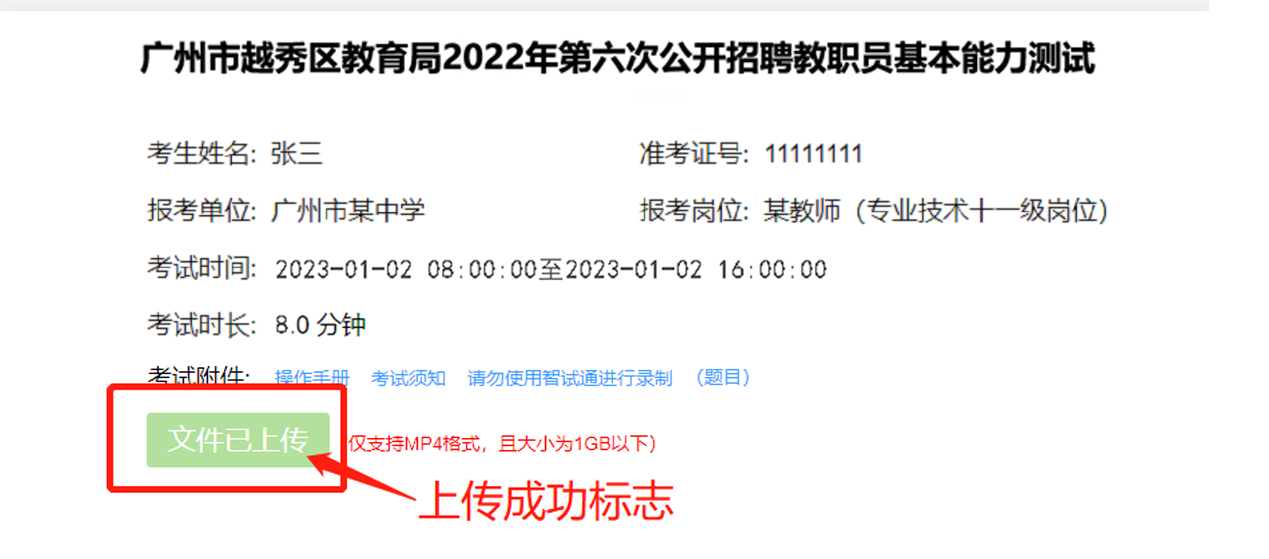 广州市越秀区教育局2022年第六次公开招聘教职员基本能力测试
考生姓名: 张三 准考证号: 11111111
报考单位: 广州市某中学 报考岗位: 某教师（专业技术十一级岗位）
考试时间: 2023-01-02 08:00:00至2023-01-02 16:00:00
考试时长: 8.0 分钟
考试附件: 操作手册 考试须知 请勿使用智试通进行录制 （题目）
文件已上传 仅支持MP4格式，且大小为1GB以下）
上传成功标志